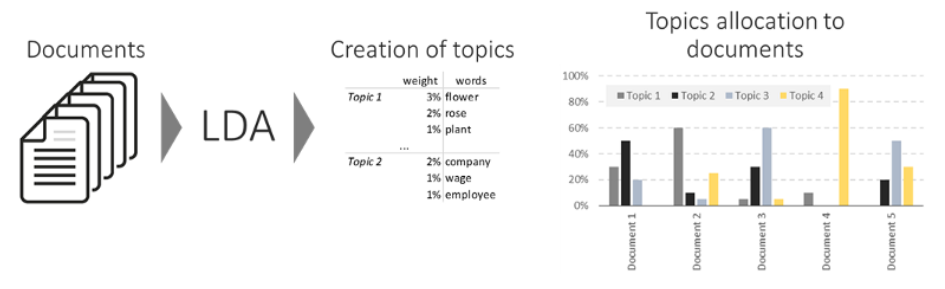 Documents
LDA
Creation of topics
weight words
Topic 1 3% flower
2% rose
1% plant
...
Topic 2 2% company
1% wage
1% employee
Topics allocation to
documents
100%
80%
60%
40%
20%
0%
Topic 1 Topic 2 Topic 3 Topic 4
Document 1
Document 2
Document 3
Document 4
Document 5